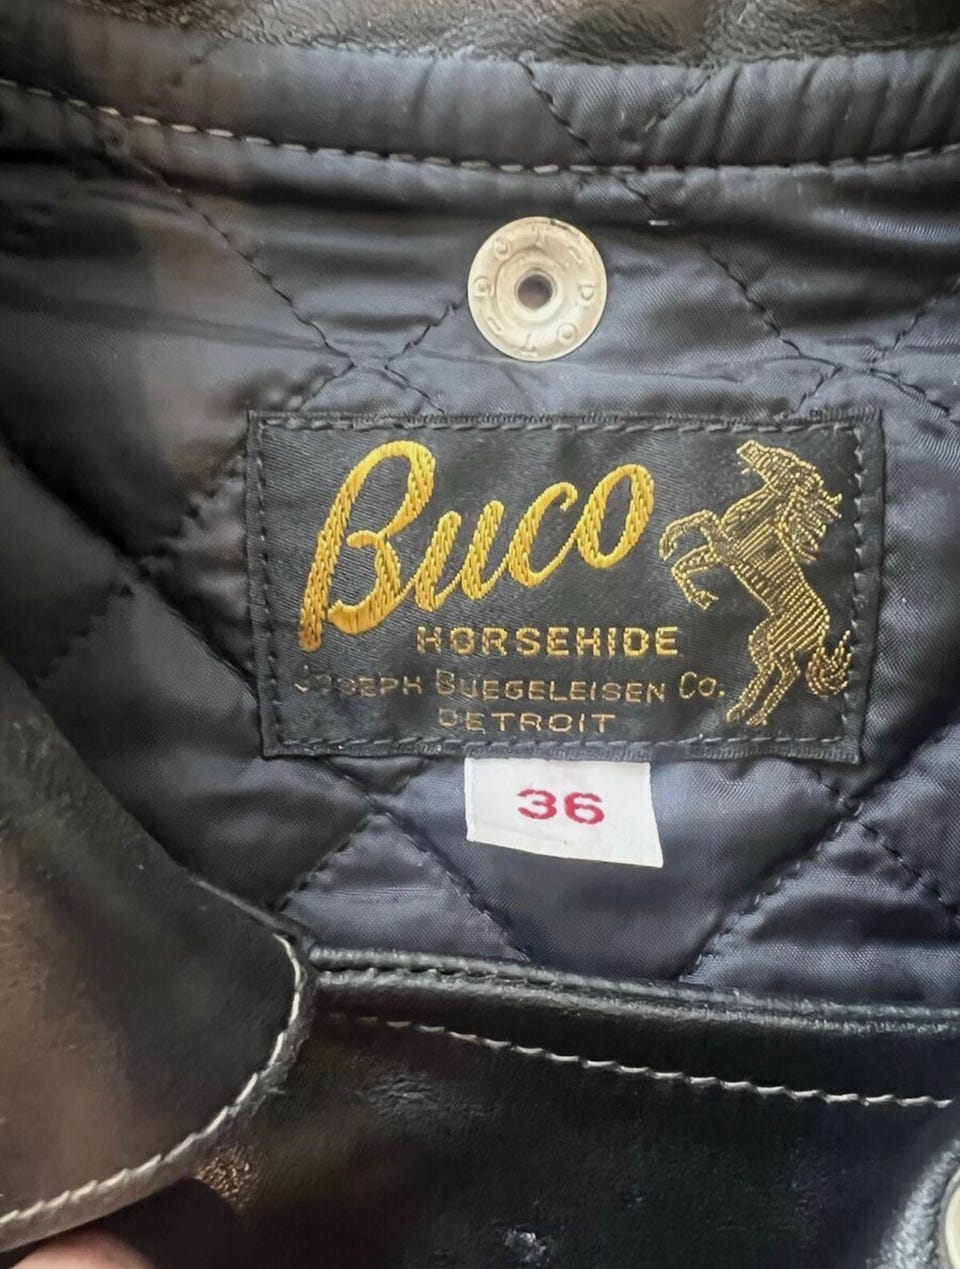 Buco
HORSEHIDE
JOSEPH BUEGELEISEN Co.
DETROIT
36